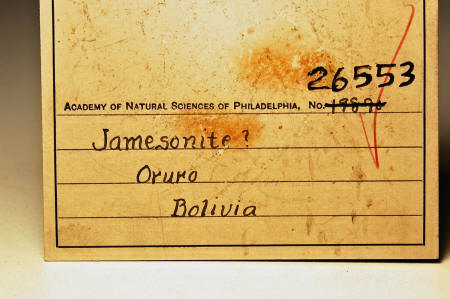 26553
ACADEMY OF NATURAL SCIENCES OF PHILADELPHIA, No.
Jamesonite?
Oruro
Bolivia